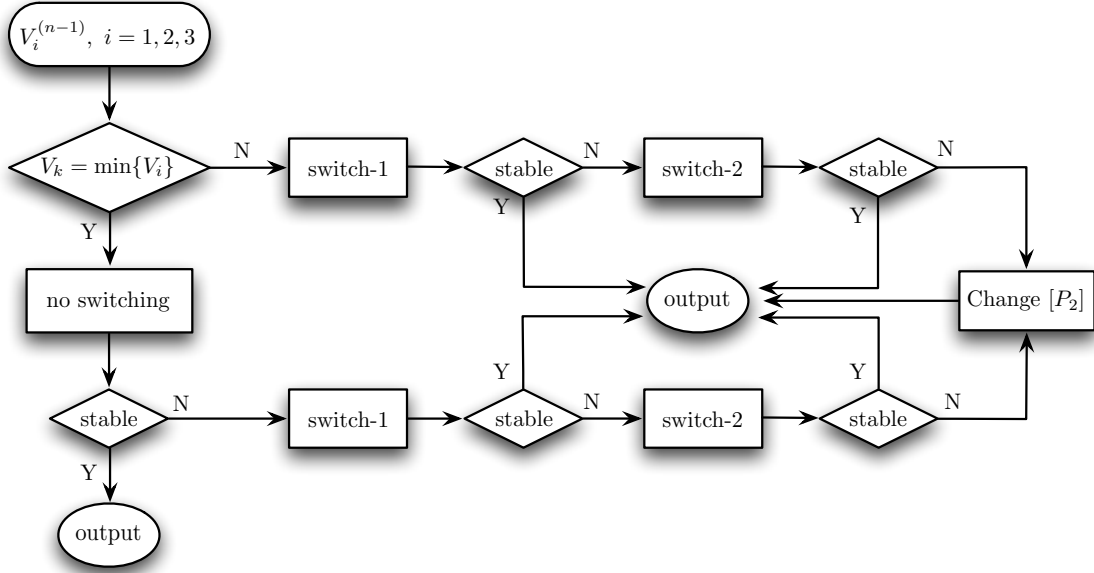 $V_i^{(n-1)},\ i = 1, 2, 3$
$V_k = \min\{V_i\}$
N
switch-1
stable
N
switch-2
stable
N
Y
Y
Y
no switching
output
Change $[P_2]$
Y
Y
stable
N
switch-1
stable
N
switch-2
stable
N
Y
output